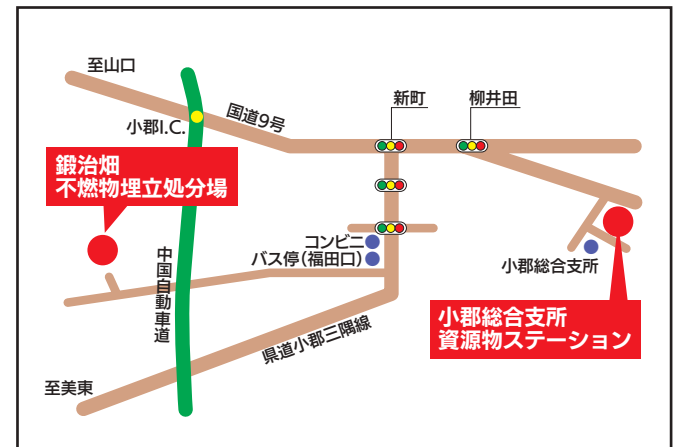 至山口
新町
柳井田
国道9号
小郡I.C.
鍛治畑
不燃物埋立処分場
コンビニ
バス停(福田口)
小郡総合支所
中国自動車道
小郡総合支所
資源物ステーション
県道小郡三隅線
至美東